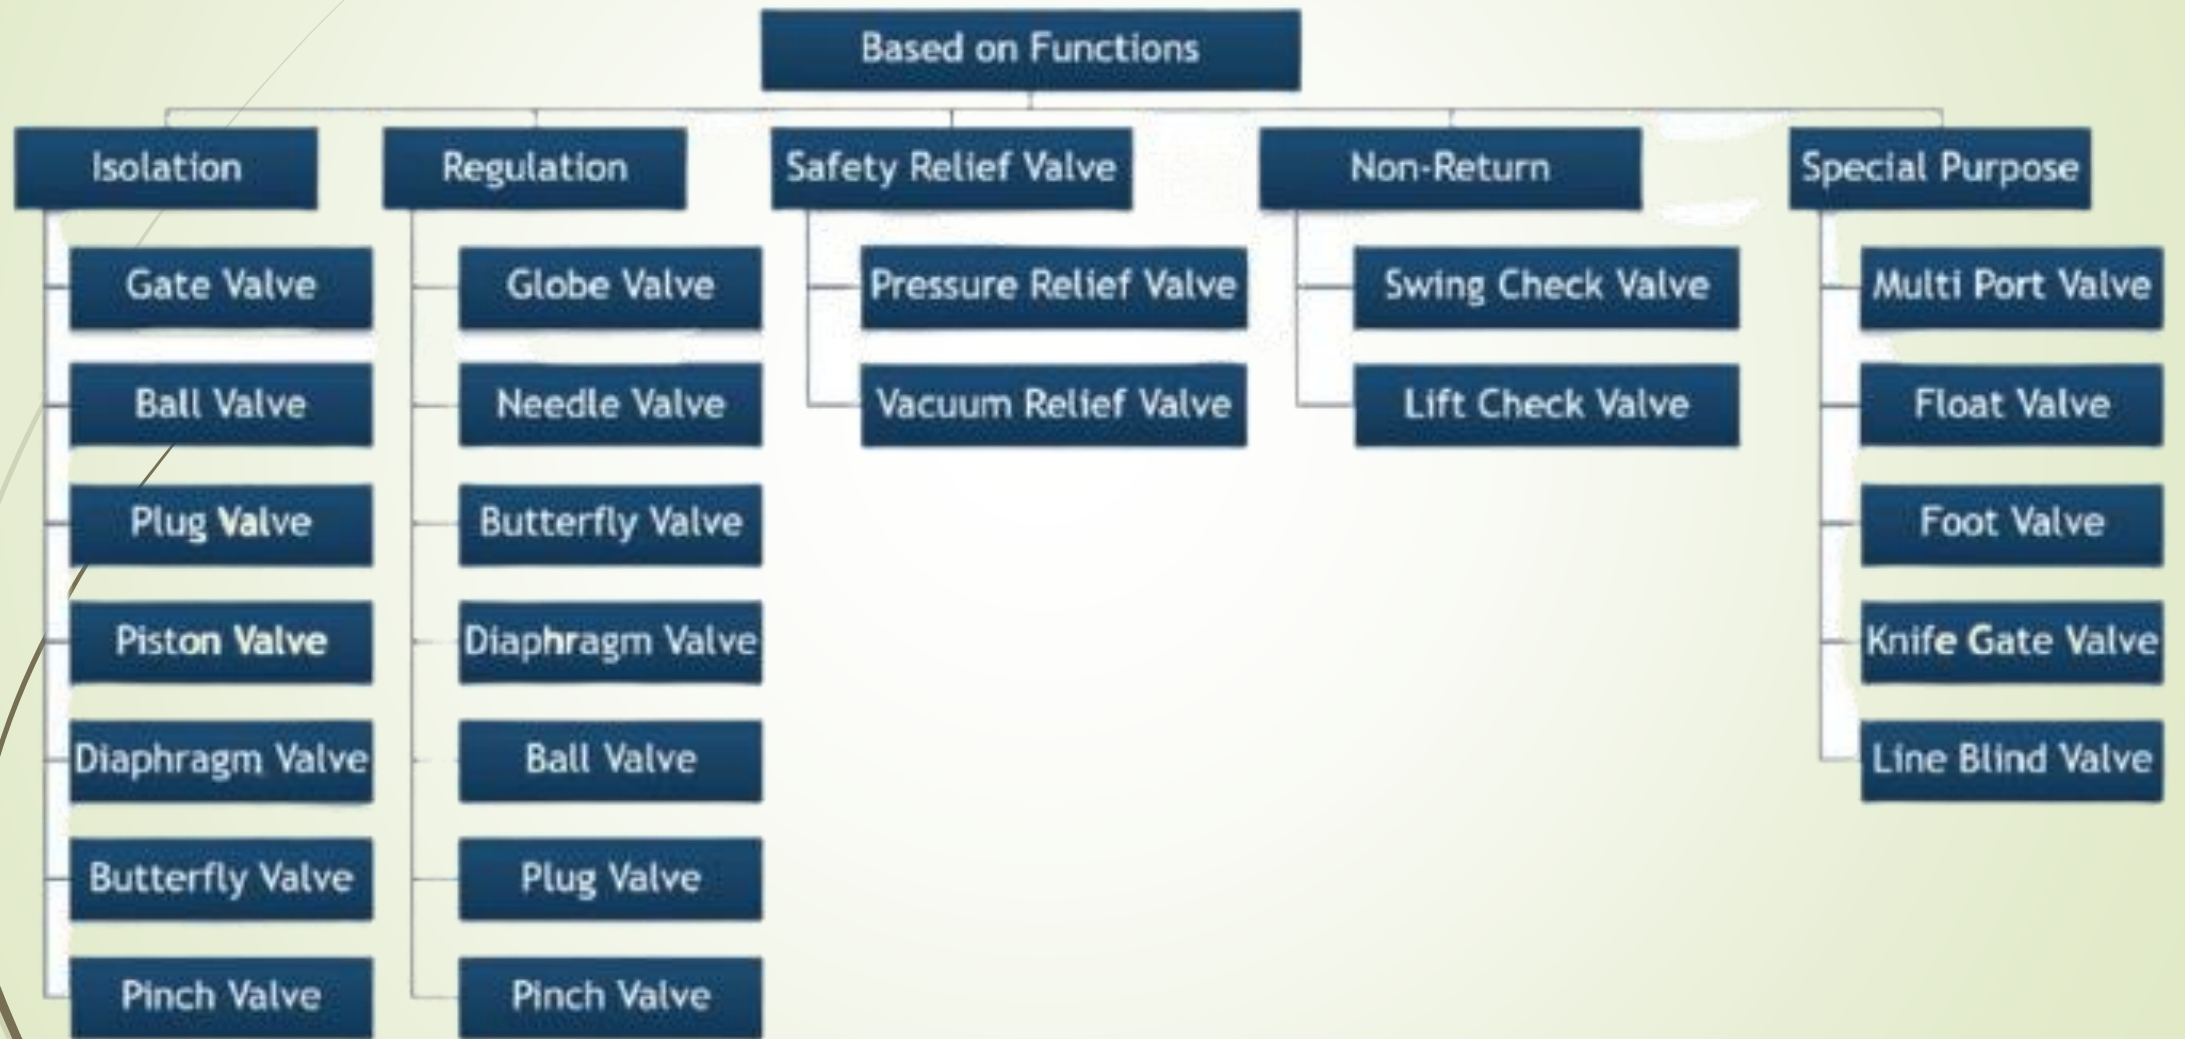 Based on Functions
Isolation
Gate Valve
Ball Valve
Plug Valve
Piston Valve
Diaphragm Valve
Butterfly Valve
Pinch Valve
Regulation
Globe Valve
Needle Valve
Butterfly Valve
Diaphragm Valve
Ball Valve
Plug Valve
Pinch Valve
Safety Relief Valve
Pressure Relief Valve
Vacuum Relief Valve
Non-Return
Swing Check Valve
Lift Check Valve
Special Purpose
Multi Port Valve
Float Valve
Foot Valve
Knife Gate Valve
Line Blind Valve